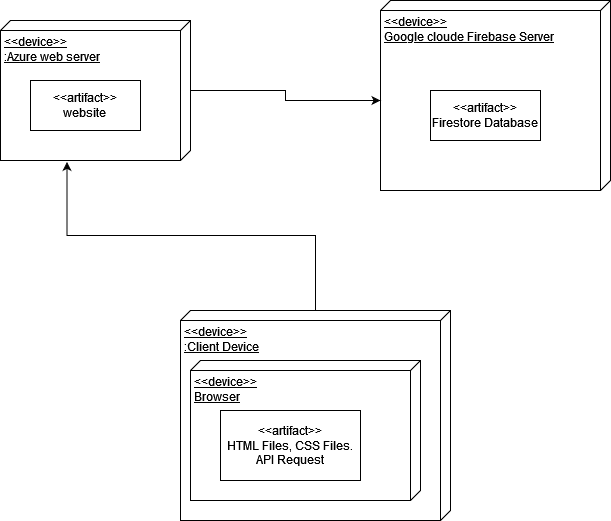 <<device>>
:Azure web server
<<artifact>>
website
<<device>>
Google cloude Firebase Server
<<artifact>>
Firestore Database
<<device>>
:Client Device
<<device>>
Browser
<<artifact>>
HTML Files, CSS Files.
API Request